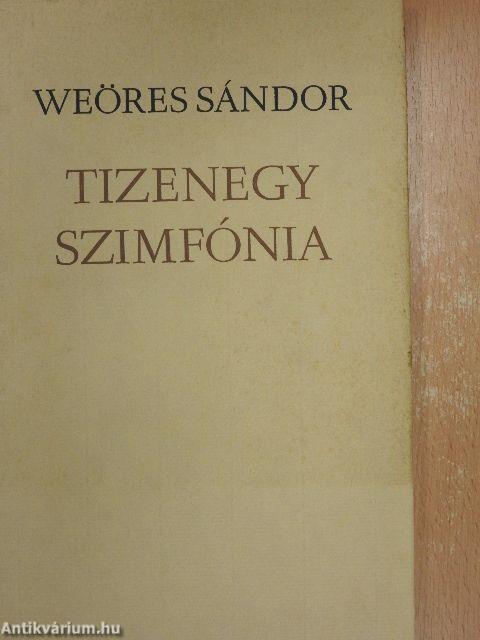 WEÖRES SÁNDOR
TIZENEGY
SZIMFÓNIA
Antikvárium.hu